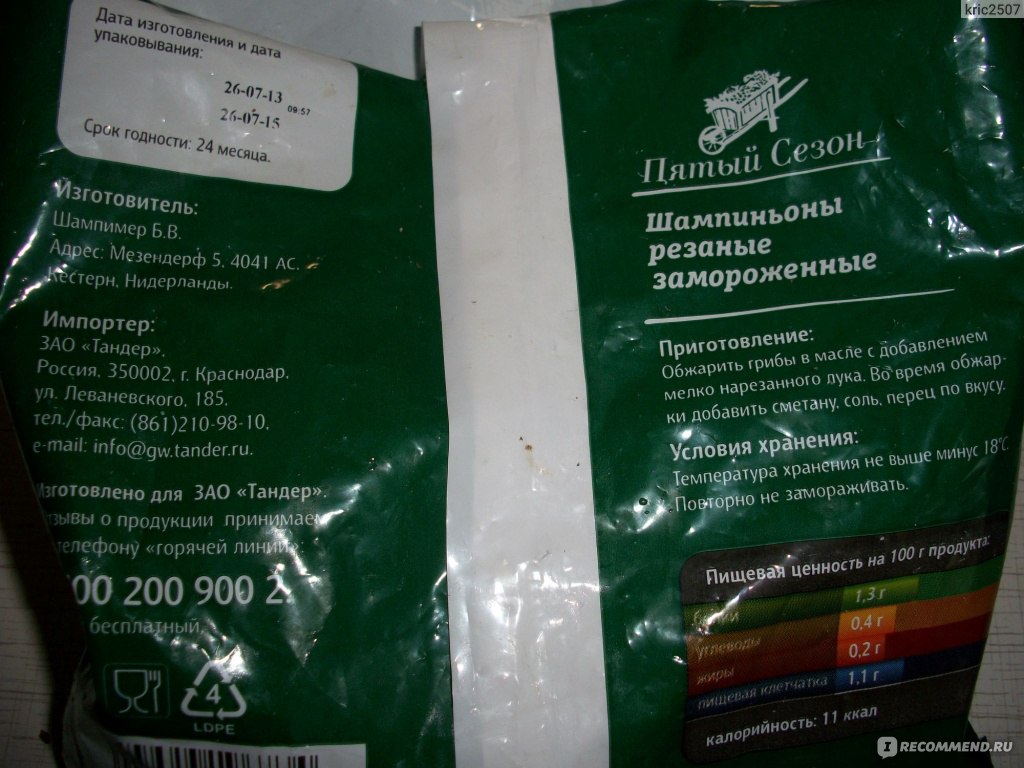 kric2507
Дата изготовления и дата
упаковывания:
26-07-13
09:57
26-07-15
Срок годности: 24 месяца.
Изготовитель:
Шампимер Б.В.
Адрес: Мезендерф 5. 4041 АС.
Кестерн, Нидерланды.
Импортер:
ЗАО «Тандер».
Россия, 350002, г. Краснодар,
ул. Леваневского, 185.
тел./факс: (861)210-98-10.
e-mail: info@gw.tander.ru.
Изготовлено для ЗАО «Тандер».
о продукции
телефону «горячей линии»:
00 200 900 2.
бесплатный.
4
LDPE
Пятый Сезон
Шампиньоны
резаные
замороженные
Приготовление:
Обжарить грибы в масле с добавлением
мелко нарезанного лука. Во время обжар-
ки добавить сметану, соль, перец по вкусу.
Условия хранения:
Температура хранения не выше минус 18°С.
Повторно не замораживать.
Пищевая ценность на 100 г продукта:
1,3 г
углеводы 0,4 г
жиры 0,2 г
пищевая клетчатка 1,1 г
калорийность: 11 ккал
IRECOMMEND.RU